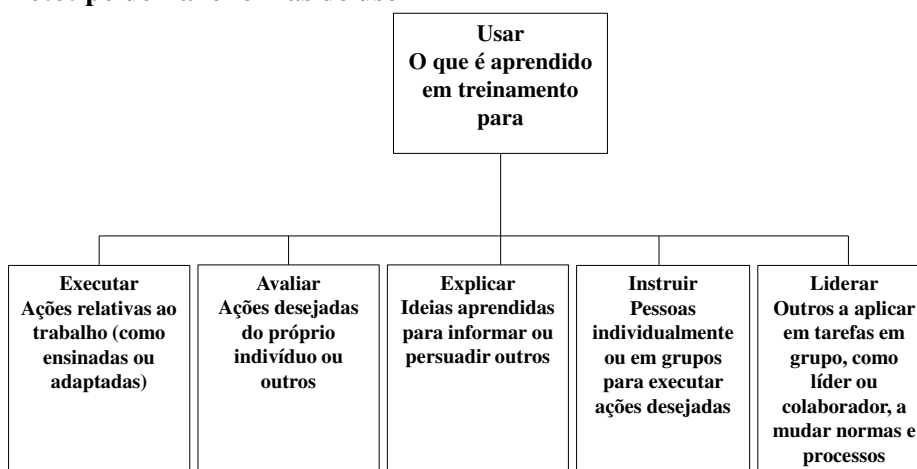 Usar
O que é aprendido
em treinamento
para
Executar
Ações relativas ao
trabalho (como
ensinadas ou
adaptadas)
Avaliar
Ações desejadas
do próprio
indivíduo ou
outros
Explicar
Ideias aprendidas
para informar ou
persuadir outros
Instruir
Pessoas
individualmente
ou em grupos
para executar
ações desejadas
Liderar
Outros a aplicar
em tarefas em
grupo, como
líder ou
colaborador, a
mudar normas e
processos